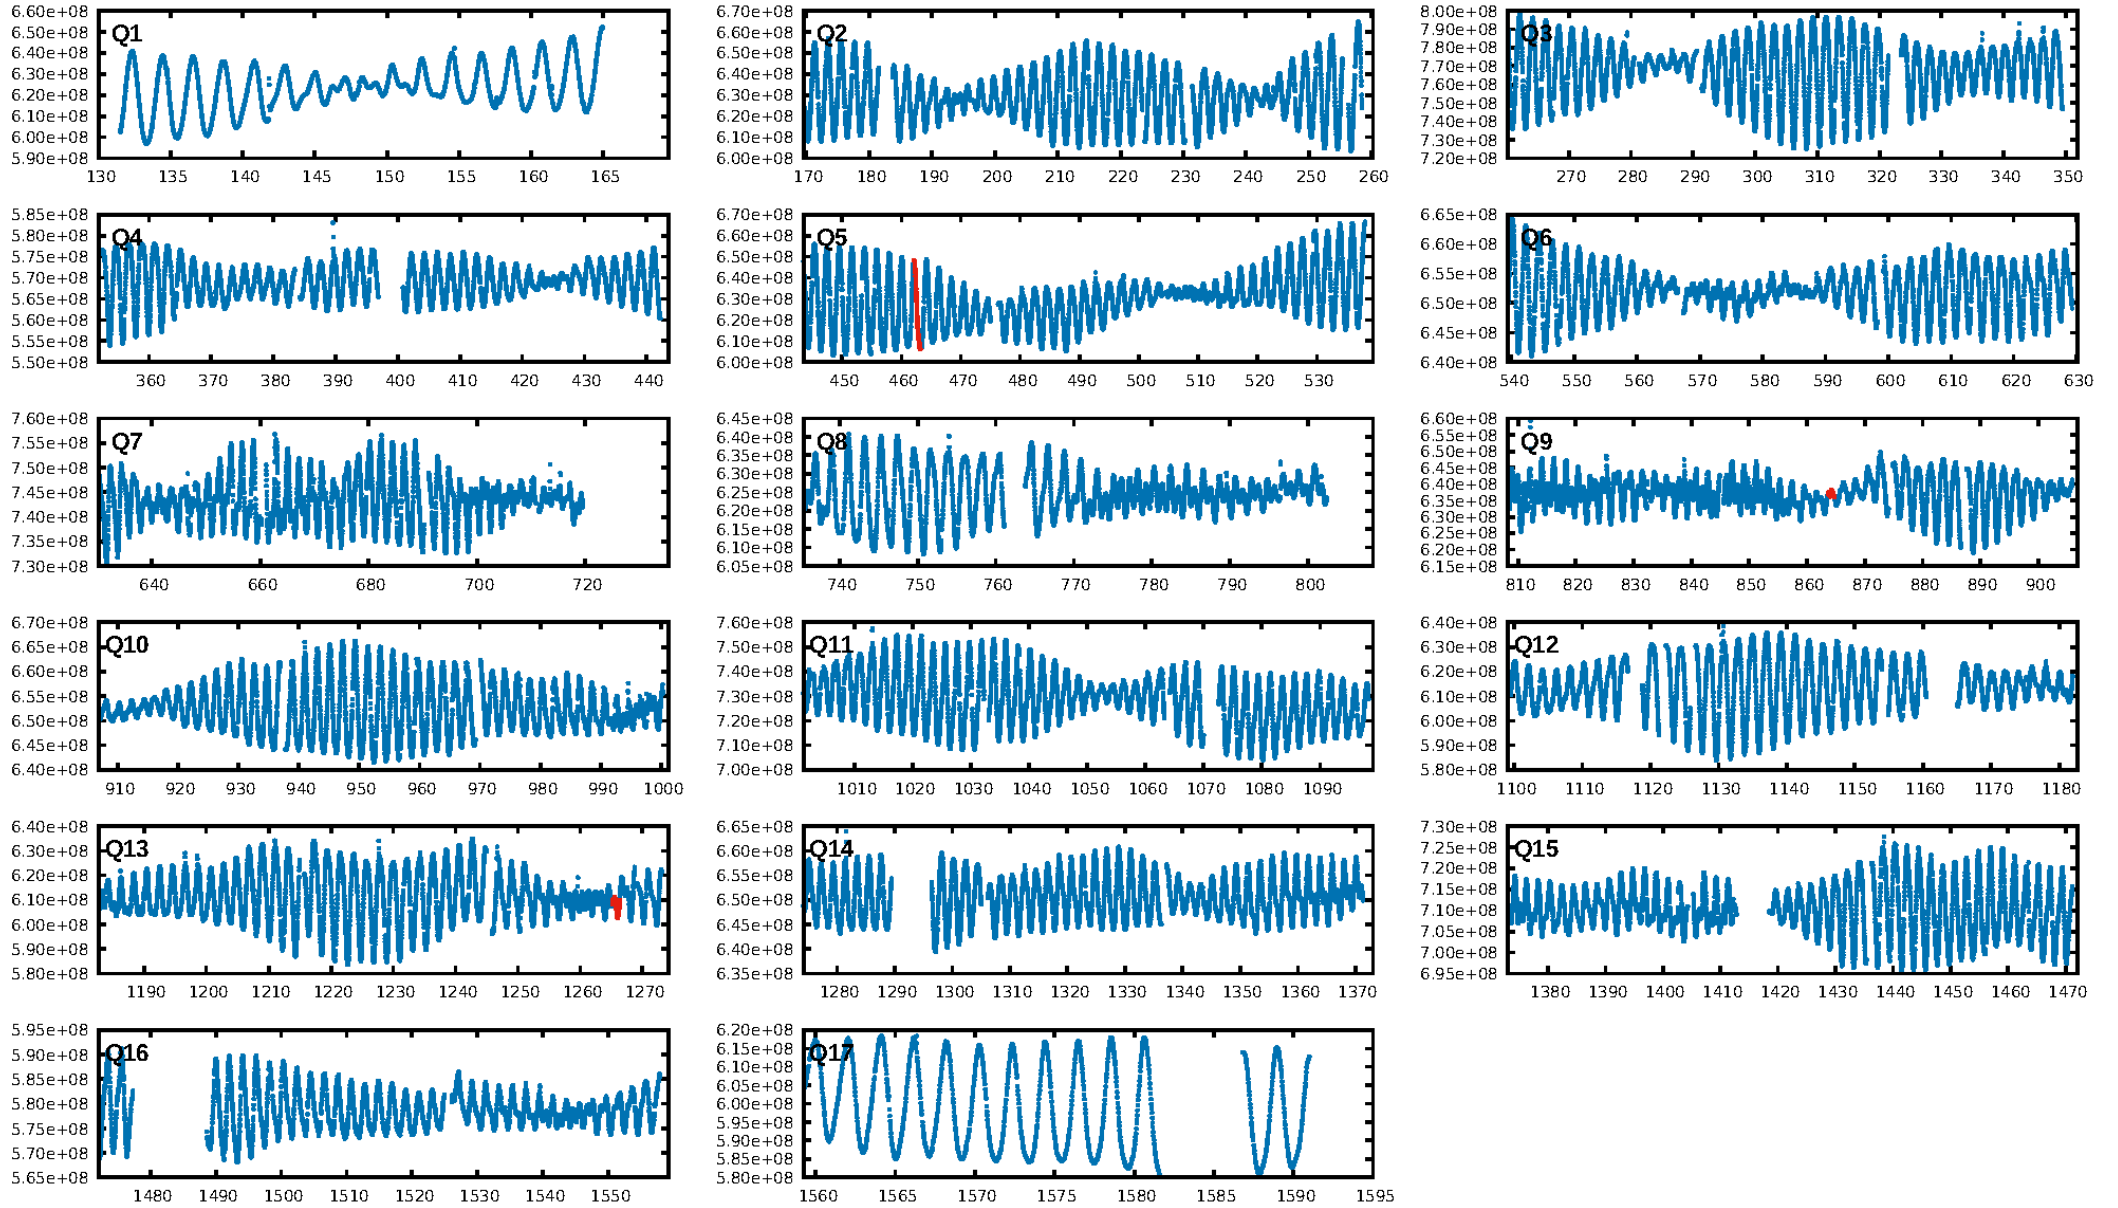 Q1
6.60e+08
6.50e+08
6.40e+08
6.30e+08
6.20e+08
6.10e+08
6.00e+08
5.90e+08
130 135 140 145 150 155 160 165
Q2
6.70e+08
6.60e+08
6.50e+08
6.40e+08
6.30e+08
6.20e+08
6.10e+08
6.00e+08
170 180 190 200 210 220 230 240 250 260
Q3
8.00e+08
7.90e+08
7.80e+08
7.70e+08
7.60e+08
7.50e+08
7.40e+08
7.30e+08
7.20e+08
270 280 290 300 310 320 330 340 350
Q4
5.85e+08
5.80e+08
5.75e+08
5.70e+08
5.65e+08
5.60e+08
5.55e+08
5.50e+08
360 370 380 390 400 410 420 430 440
Q5
6.70e+08
6.60e+08
6.50e+08
6.40e+08
6.30e+08
6.20e+08
6.10e+08
6.00e+08
450 460 470 480 490 500 510 520 530
Q6
6.65e+08
6.60e+08
6.55e+08
6.50e+08
6.45e+08
6.40e+08
540 550 560 570 580 590 600 610 620 630
Q7
7.60e+08
7.55e+08
7.50e+08
7.45e+08
7.40e+08
7.35e+08
7.30e+08
640 660 680 700 720
Q8
6.45e+08
6.40e+08
6.35e+08
6.30e+08
6.25e+08
6.20e+08
6.15e+08
6.10e+08
6.05e+08
740 750 760 770 780 790 800
Q9
6.60e+08
6.55e+08
6.50e+08
6.45e+08
6.40e+08
6.35e+08
6.30e+08
6.25e+08
6.20e+08
6.15e+08
810 820 830 840 850 860 870 880 890 900
Q10
6.70e+08
6.65e+08
6.60e+08
6.55e+08
6.50e+08
6.45e+08
6.40e+08
910 920 930 940 950 960 970 980 990 1000
Q11
7.60e+08
7.50e+08
7.40e+08
7.30e+08
7.20e+08
7.10e+08
7.00e+08
1010 1020 1030 1040 1050 1060 1070 1080 1090
Q12
6.40e+08
6.30e+08
6.20e+08
6.10e+08
6.00e+08
5.90e+08
5.80e+08
1100 1110 1120 1130 1140 1150 1160 1170 1180
Q13
6.40e+08
6.30e+08
6.20e+08
6.10e+08
6.00e+08
5.90e+08
5.80e+08
1190 1200 1210 1220 1230 1240 1250 1260 1270
Q14
6.65e+08
6.60e+08
6.55e+08
6.50e+08
6.45e+08
6.40e+08
6.35e+08
1280 1290 1300 1310 1320 1330 1340 1350 1360 1370
Q15
7.30e+08
7.25e+08
7.20e+08
7.15e+08
7.10e+08
7.05e+08
7.00e+08
6.95e+08
1380 1390 1400 1410 1420 1430 1440 1450 1460 1470
Q16
5.95e+08
5.90e+08
5.85e+08
5.80e+08
5.75e+08
5.70e+08
5.65e+08
1480 1490 1500 1510 1520 1530 1540 1550
Q17
6.20e+08
6.15e+08
6.10e+08
6.05e+08
6.00e+08
5.95e+08
5.90e+08
5.85e+08
5.80e+08
1560 1565 1570 1575 1580 1585 1590 1595